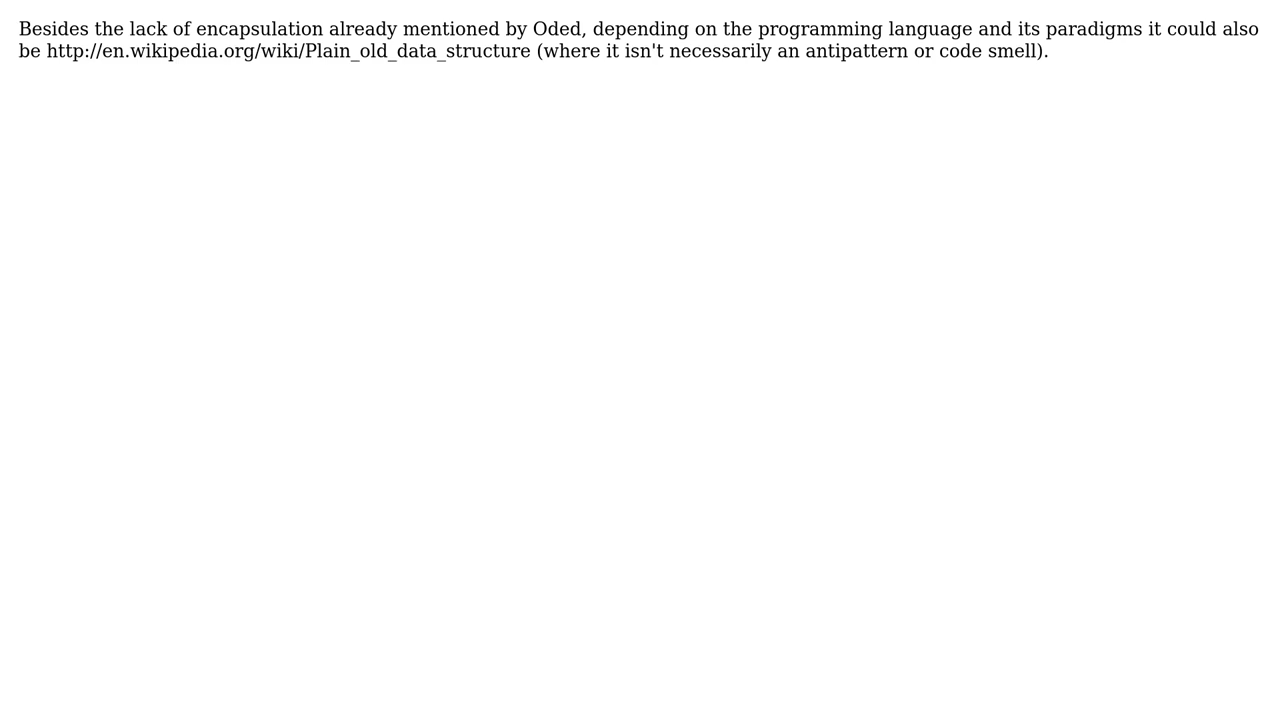 Besides the lack of encapsulation already mentioned by Oded, depending on the programming language and its paradigms it could also
be http://en.wikipedia.org/wiki/Plain_old_data_structure (where it isn't necessarily an antipattern or code smell).